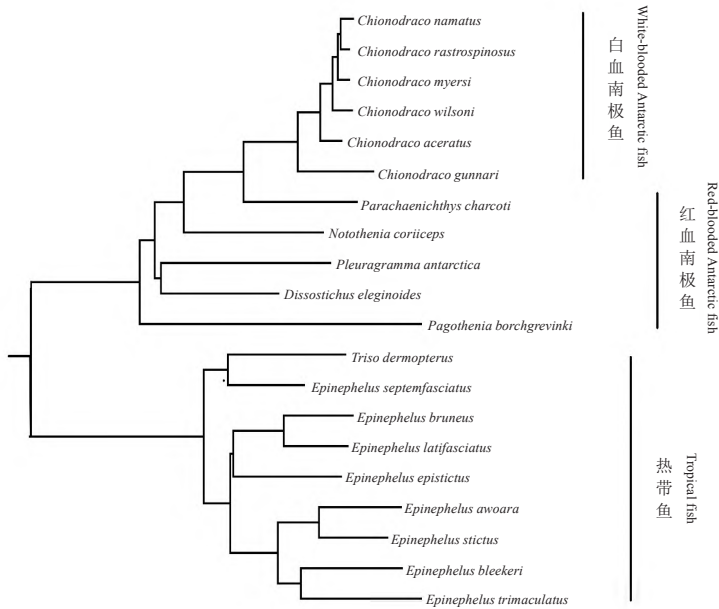 Chionodraco namatus
Chionodraco rastrospinosus
Chionodraco myersi
Chionodraco wilsoni
Chionodraco aceratus
Chionodraco gunnari
白血南极鱼
White-blooded Antarctic fish
Parachaenichthys charcoti
Notothenia coriiceps
Pleuragramma antarctica
Dissostichus eleginoides
Pagothenia borchgrevinki
红血南极鱼
Red-blooded Antarctic fish
Triso dermopterus
Epinephelus septemfasciatus
Epinephelus bruneus
Epinephelus latifasciatus
Epinephelus epistictus
Epinephelus awoara
Epinephelus stictus
Epinephelus bleekeri
Epinephelus trimaculatus
热带鱼
Tropical fish